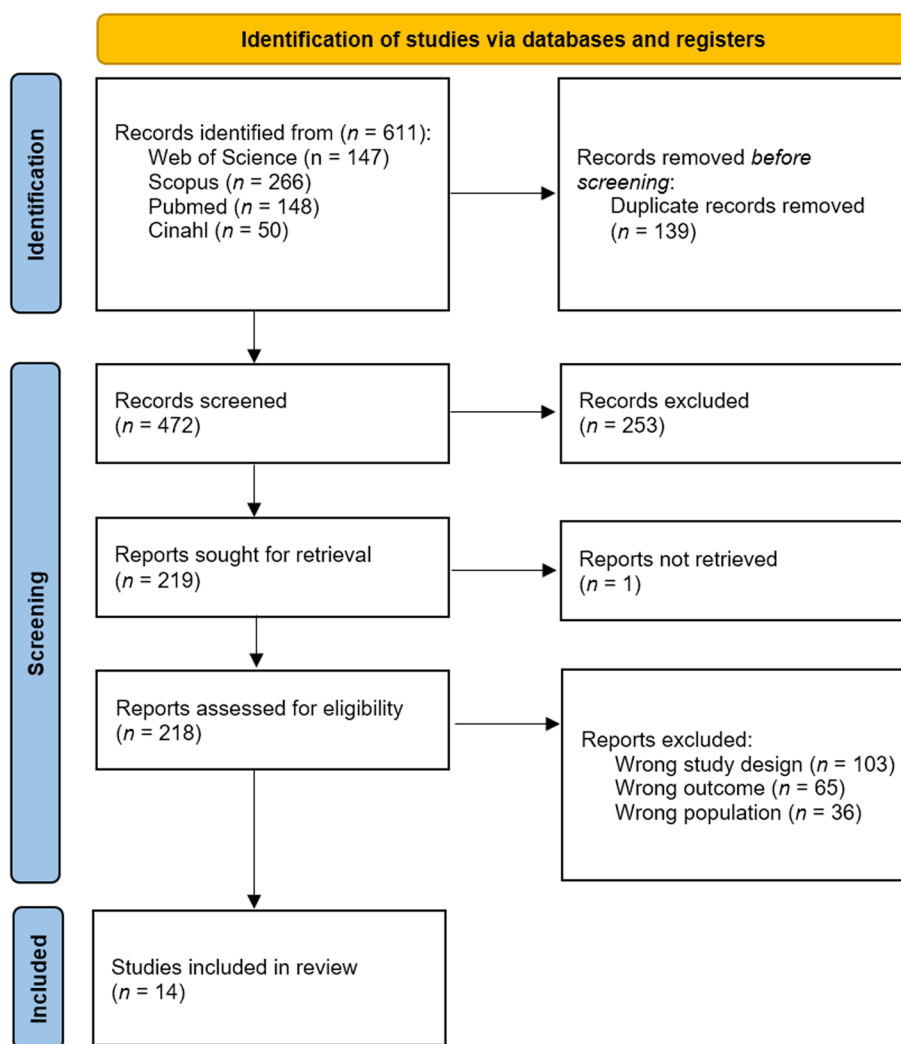 Identification of studies via databases and registers
Identification
Records identified from (n = 611):
Web of Science (n = 147)
Scopus (n = 266)
Pubmed (n = 148)
Cinahl (n = 50)
Records removed before
screening:
Duplicate records removed
(n = 139)
Screening
Records screened
(n = 472)
Records excluded
(n = 253)
Reports sought for retrieval
(n = 219)
Reports not retrieved
(n = 1)
Reports assessed for eligibility
(n = 218)
Reports excluded:
Wrong study design (n = 103)
Wrong outcome (n = 65)
Wrong population (n = 36)
Included
Studies included in review
(n = 14)